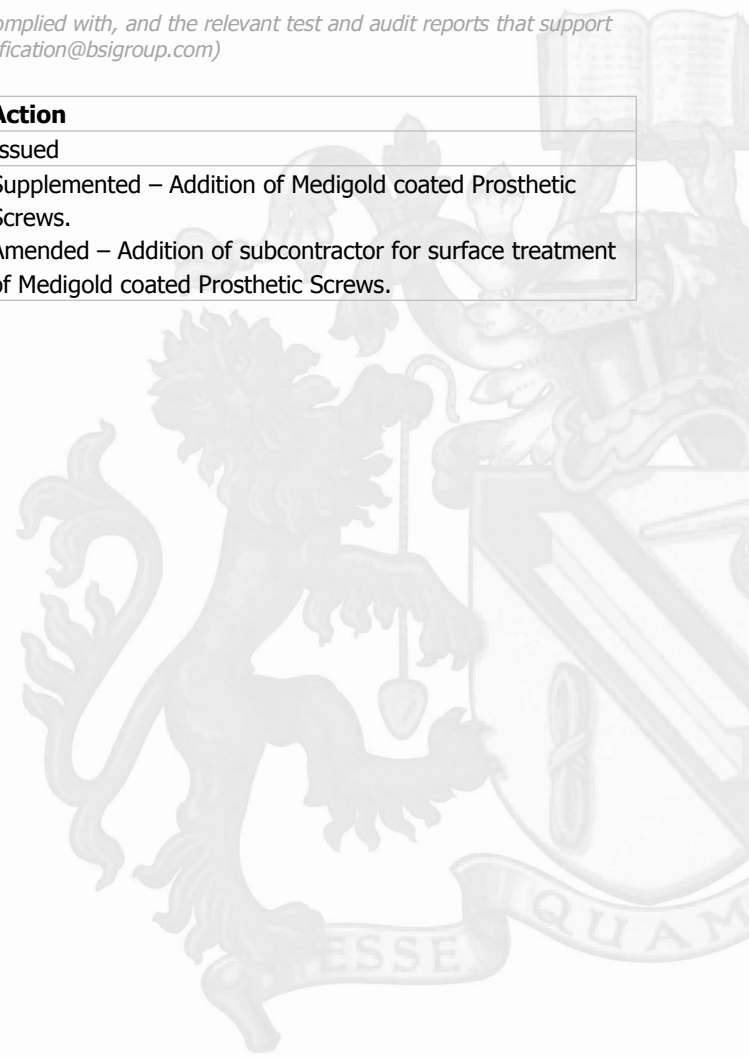 omplied with, and the relevant test and audit reports that support
fication@bsigroup.com)
Action
Issued
Supplemented – Addition of Medigold coated Prosthetic
Screws.
Amended – Addition of subcontractor for surface treatment
of Medigold coated Prosthetic Screws.
ESSE QUAM